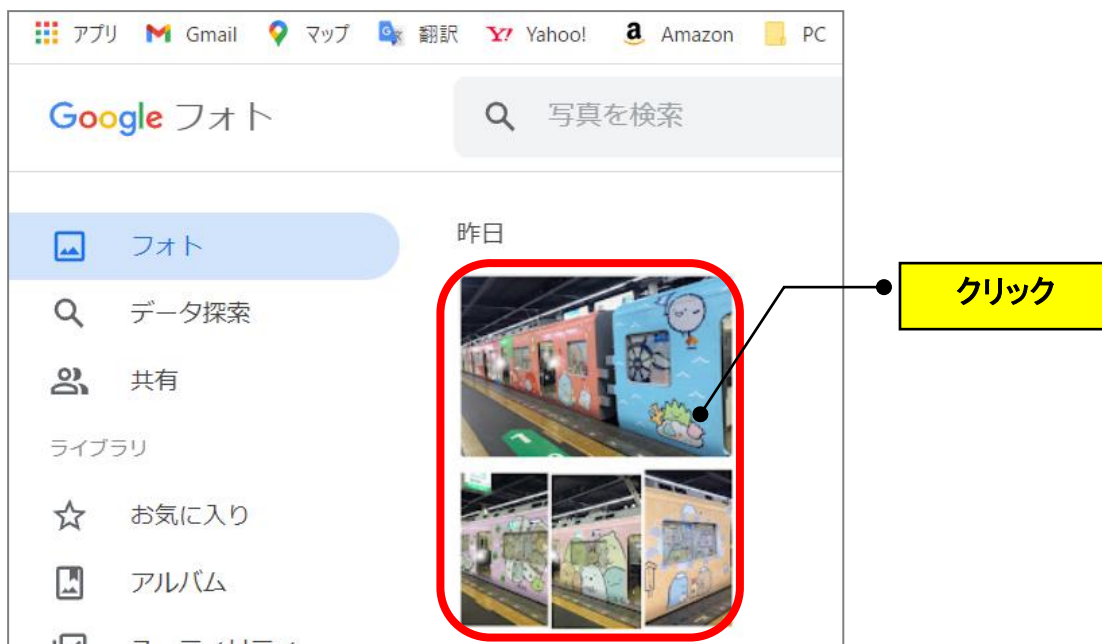 アプリ Gmail マップ 翻訳 Yahoo! Amazon PC
Google フォト 写真を検索
フォト
データ探索
共有
ライブラリ
お気に入り
アルバム
昨日
クリック